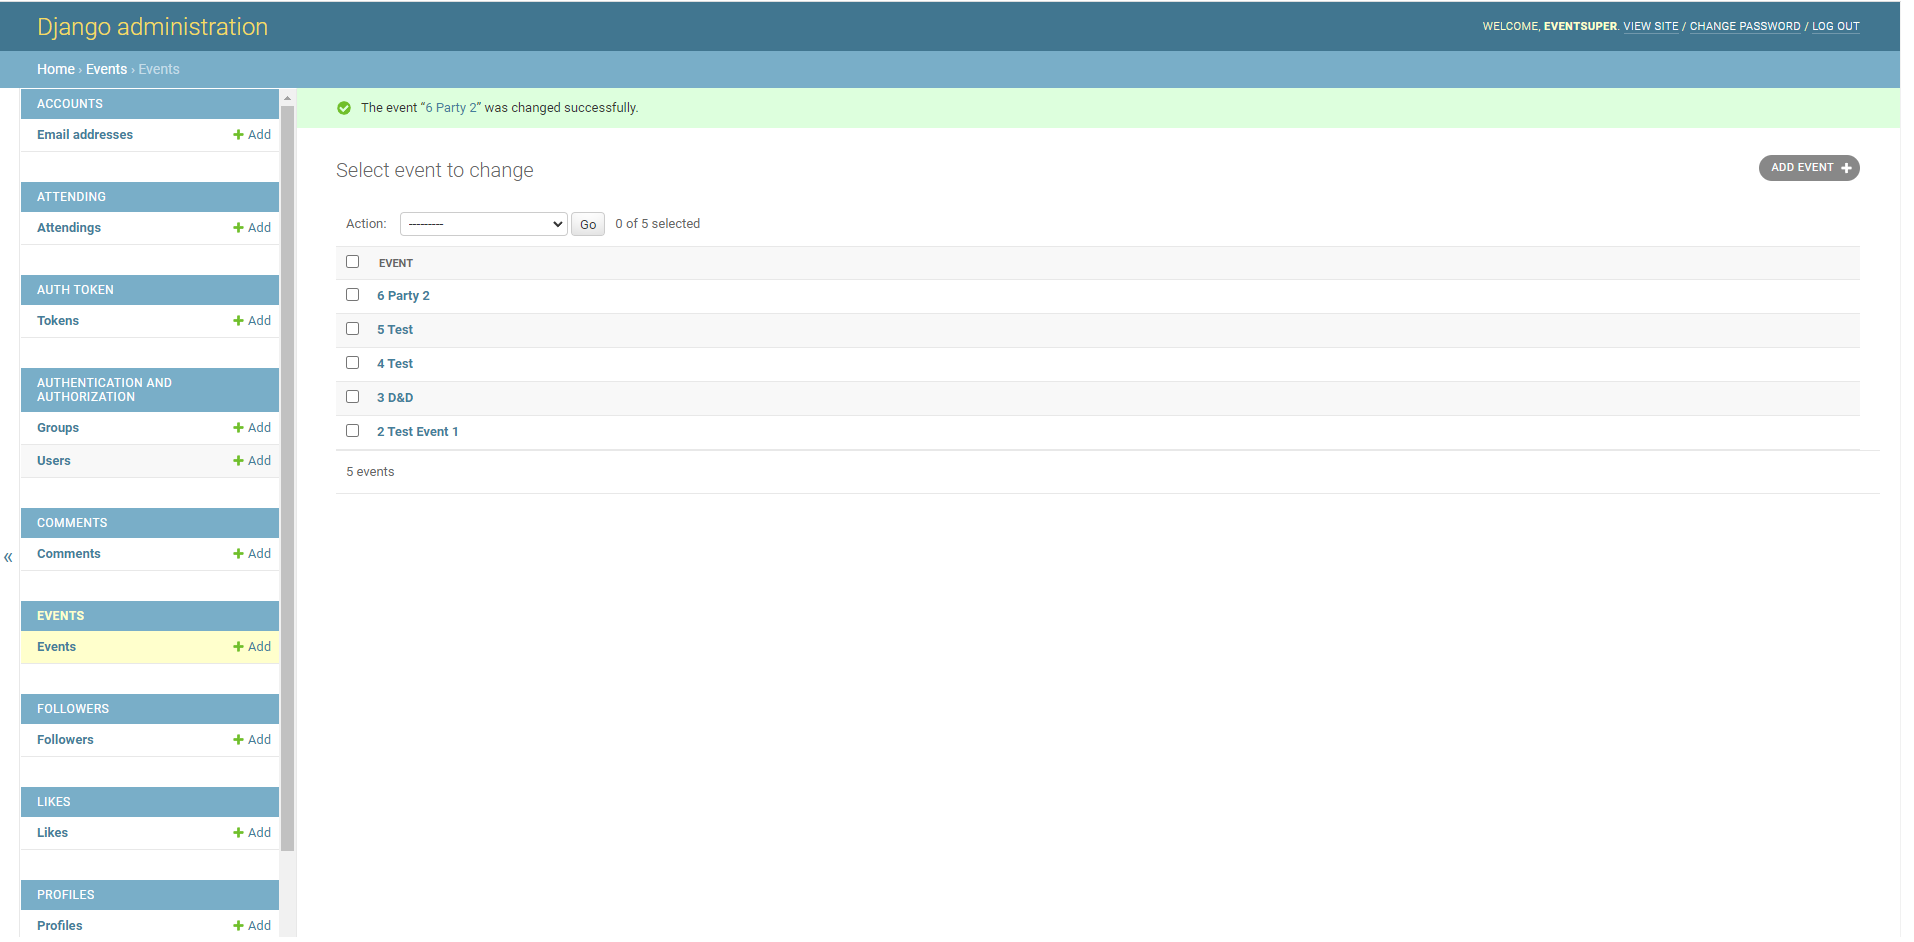 Django administration
WELCOME, EVENTSUPER. VIEW SITE / CHANGE PASSWORD / LOG OUT
Home › Events › Events
ACCOUNTS
Email addresses
Add
ATTENDING
Attendings
Add
AUTH TOKEN
Tokens
Add
AUTHENTICATION AND
AUTHORIZATION
Groups
Add
Users
Add
COMMENTS
Comments
Add
«
EVENTS
Events
Add
FOLLOWERS
Followers
Add
LIKES
Likes
Add
PROFILES
Profiles
Add
The event “6 Party 2” was changed successfully.
Select event to change
ADD EVENT
Action:
---------
Go
0 of 5 selected
EVENT
6 Party 2
5 Test
4 Test
3 D&D
2 Test Event 1
5 events